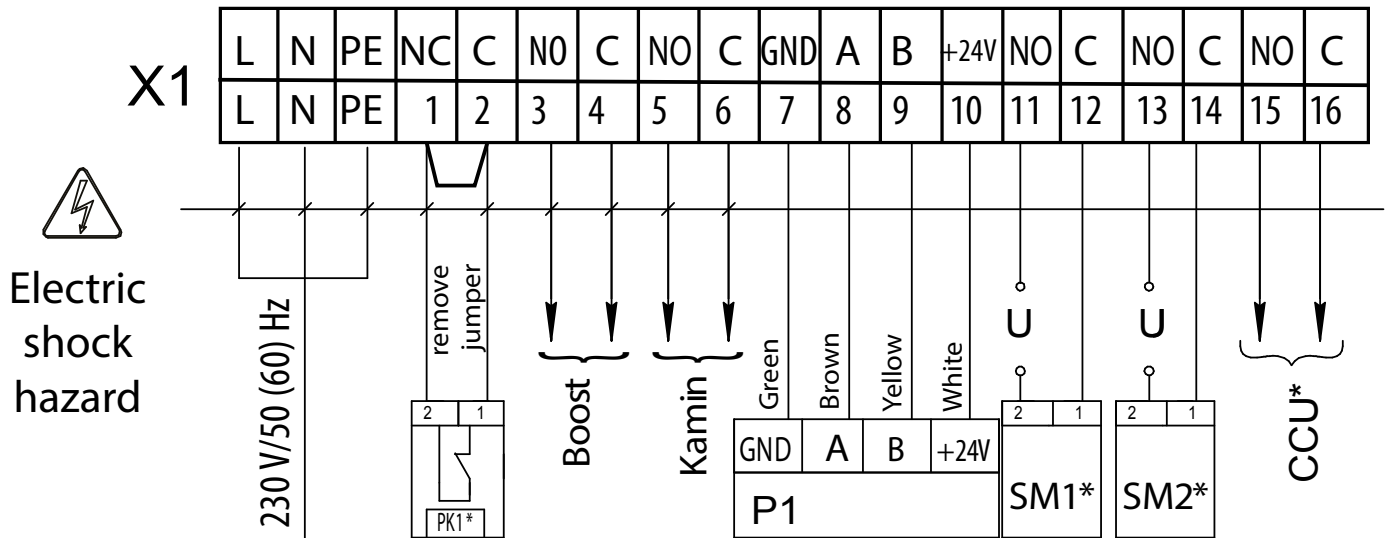 X1
L N PE NC C NO C NO C GND A B +24V NO C NO C NO C
L N PE 1 2 3 4 5 6 7 8 9 10 11 12 13 14 15 16
Electric
shock
hazard
230 V/50 (60) Hz
remove
jumper
2 1
PK1*
Boost
Kamin
Green
Brown
Yellow
White
GND A B +24V
P1
U
2 1
SM1*
U
2 1
SM2*
CCU*